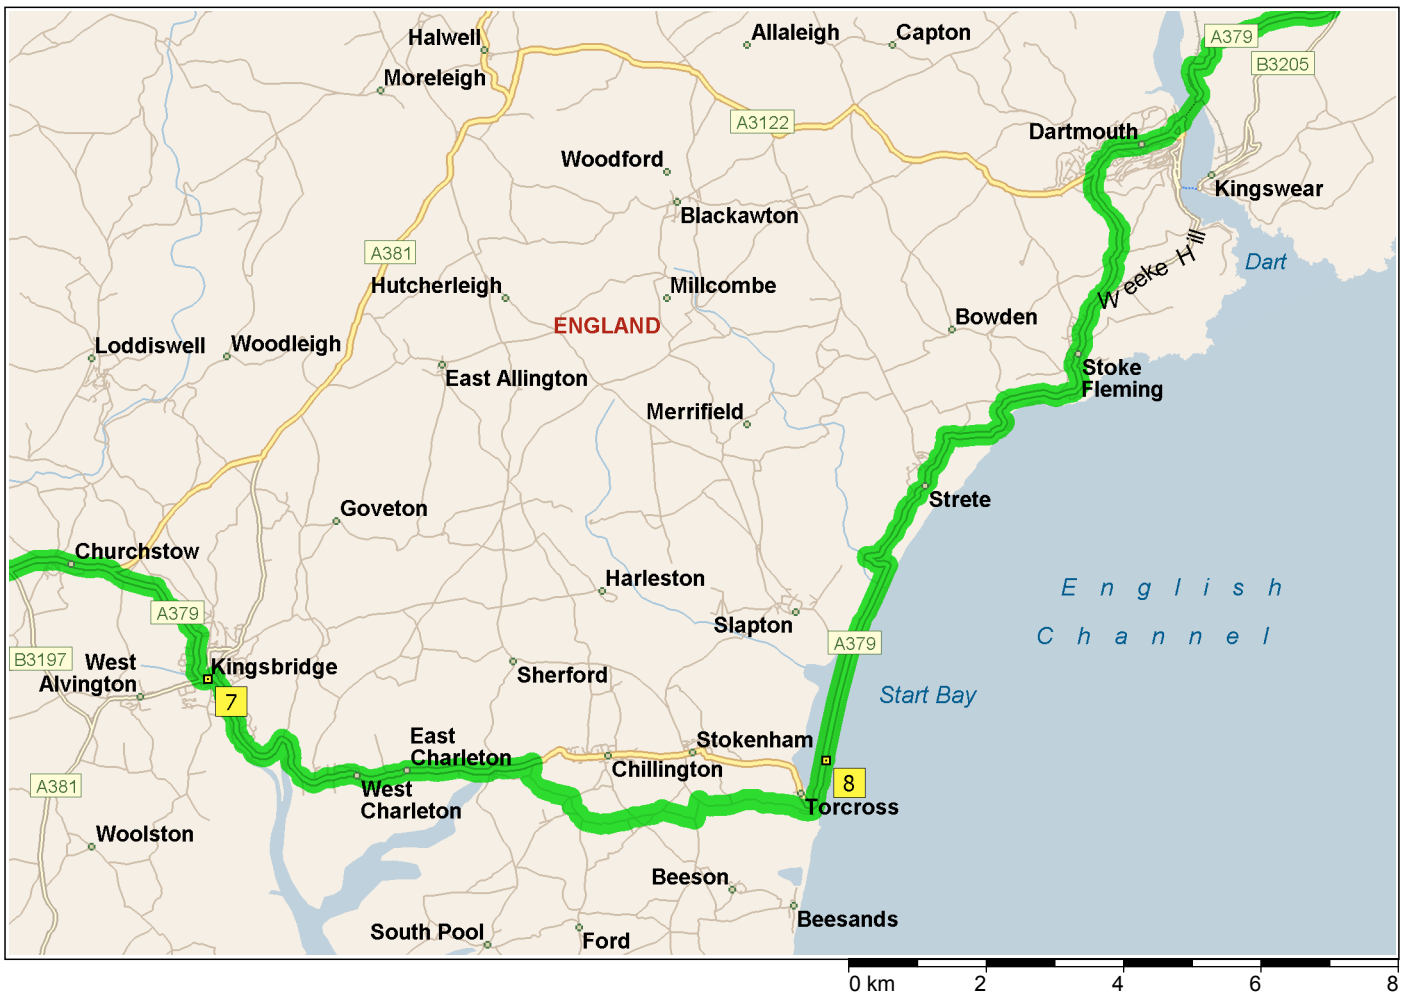 Halwell
Allaleigh
Capton
A379
B3205
Moreleigh
A3122
Dartmouth
Woodford
Kingswear
Blackawton
Weeke Hill
A381
Dart
Hutcherleigh
Millcombe
ENGLAND
Bowden
Loddiswell
Woodleigh
Stoke
Fleming
East Allington
Merrifield
Strete
Goveton
Churchstow
Harleston
English
Channel
A379
Slapton
A379
B3197
West
Alvington
Kingsbridge
Sherford
Start Bay
7
East
Charleton
Stokenham
Chillington
8
A381
West
Charleton
Torcross
Woolston
Beeson
Beesands
South Pool
Ford
0 km
2
4
6
8